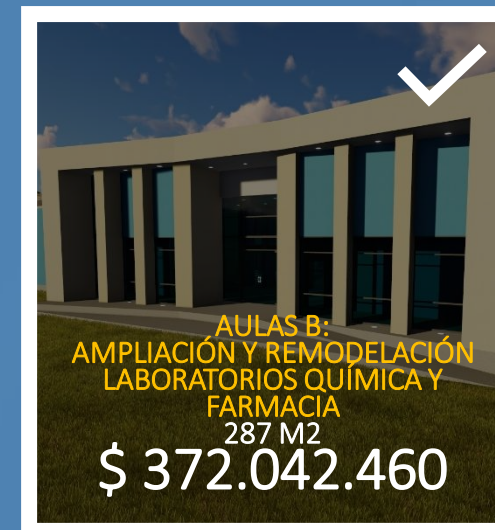 AULAS B:
AMPLIACIÓN Y REMODELACIÓN
LABORATORIOS QUÍMICA Y
FARMACIA
287 M2
$ 372.042.460